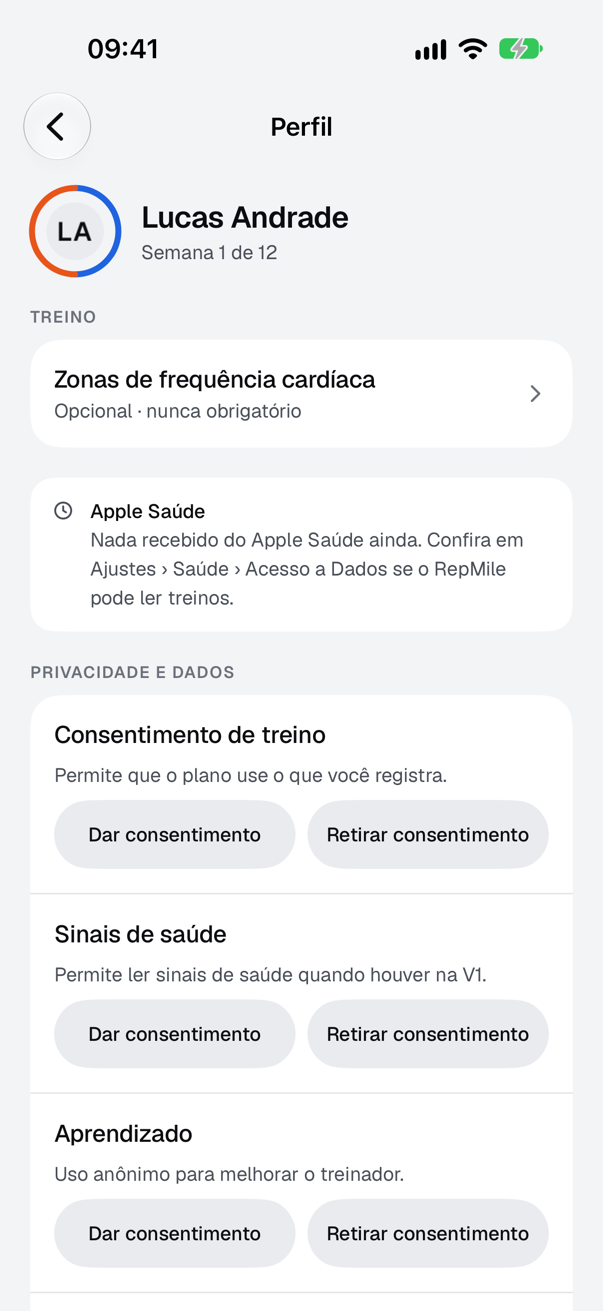 09:41
Perfil
LA
Lucas Andrade
Semana 1 de 12
TREINO
Zonas de frequência cardíaca
Opcional · nunca obrigatório
Apple Saúde
Nada recebido do Apple Saúde ainda. Confira em
Ajustes › Saúde › Acesso a Dados se o RepMile
pode ler treinos.
PRIVACIDADE E DADOS
Consentimento de treino
Permite que o plano use o que você registra.
Dar consentimento Retirar consentimento
Sinais de saúde
Permite ler sinais de saúde quando houver na V1.
Dar consentimento Retirar consentimento
Aprendizado
Uso anônimo para melhorar o treinador.
Dar consentimento Retirar consentimento